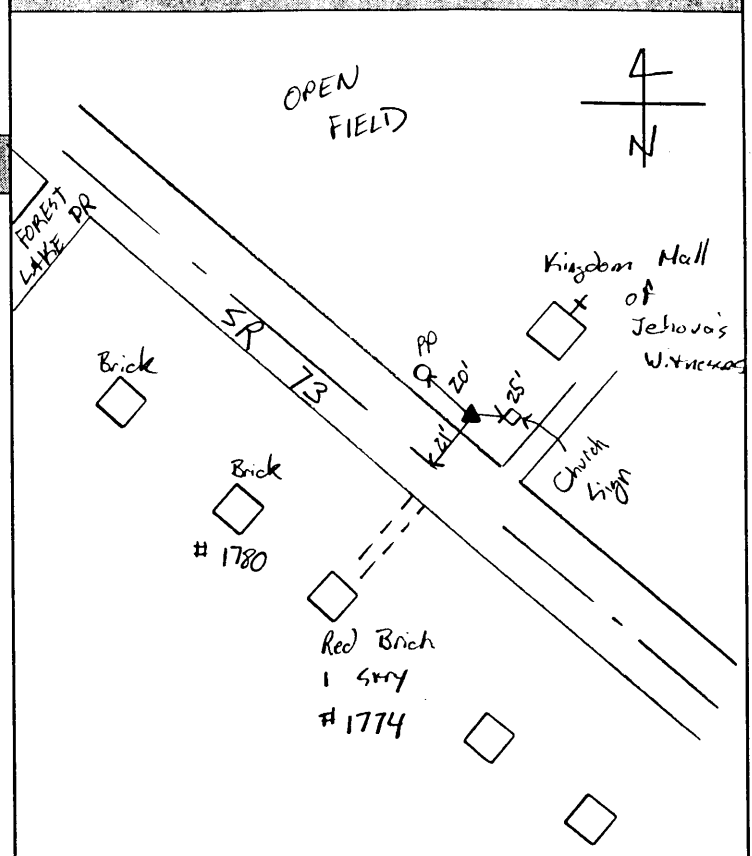 OPEN
FIELD
N
FOREST
LAKE DR
SR 73
Kingdom Hall
of
Jehova's
Witnesses
PP
20'
25'
21'
Church
Sign
Brick
Brick
# 1780
Red Brick
1 Story
# 1774